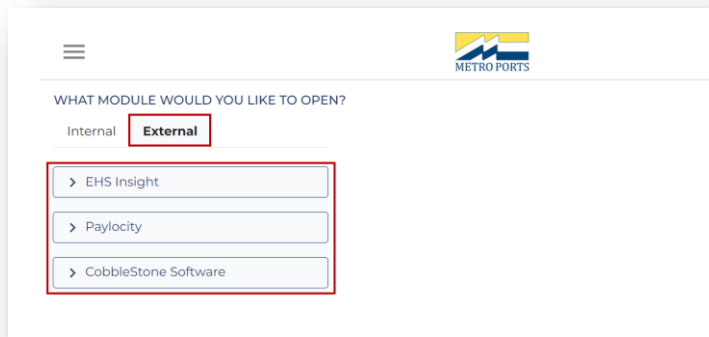 METRO PORTS
WHAT MODULE WOULD YOU LIKE TO OPEN?
Internal External
EHS Insight
Paylocity
CobbleStone Software